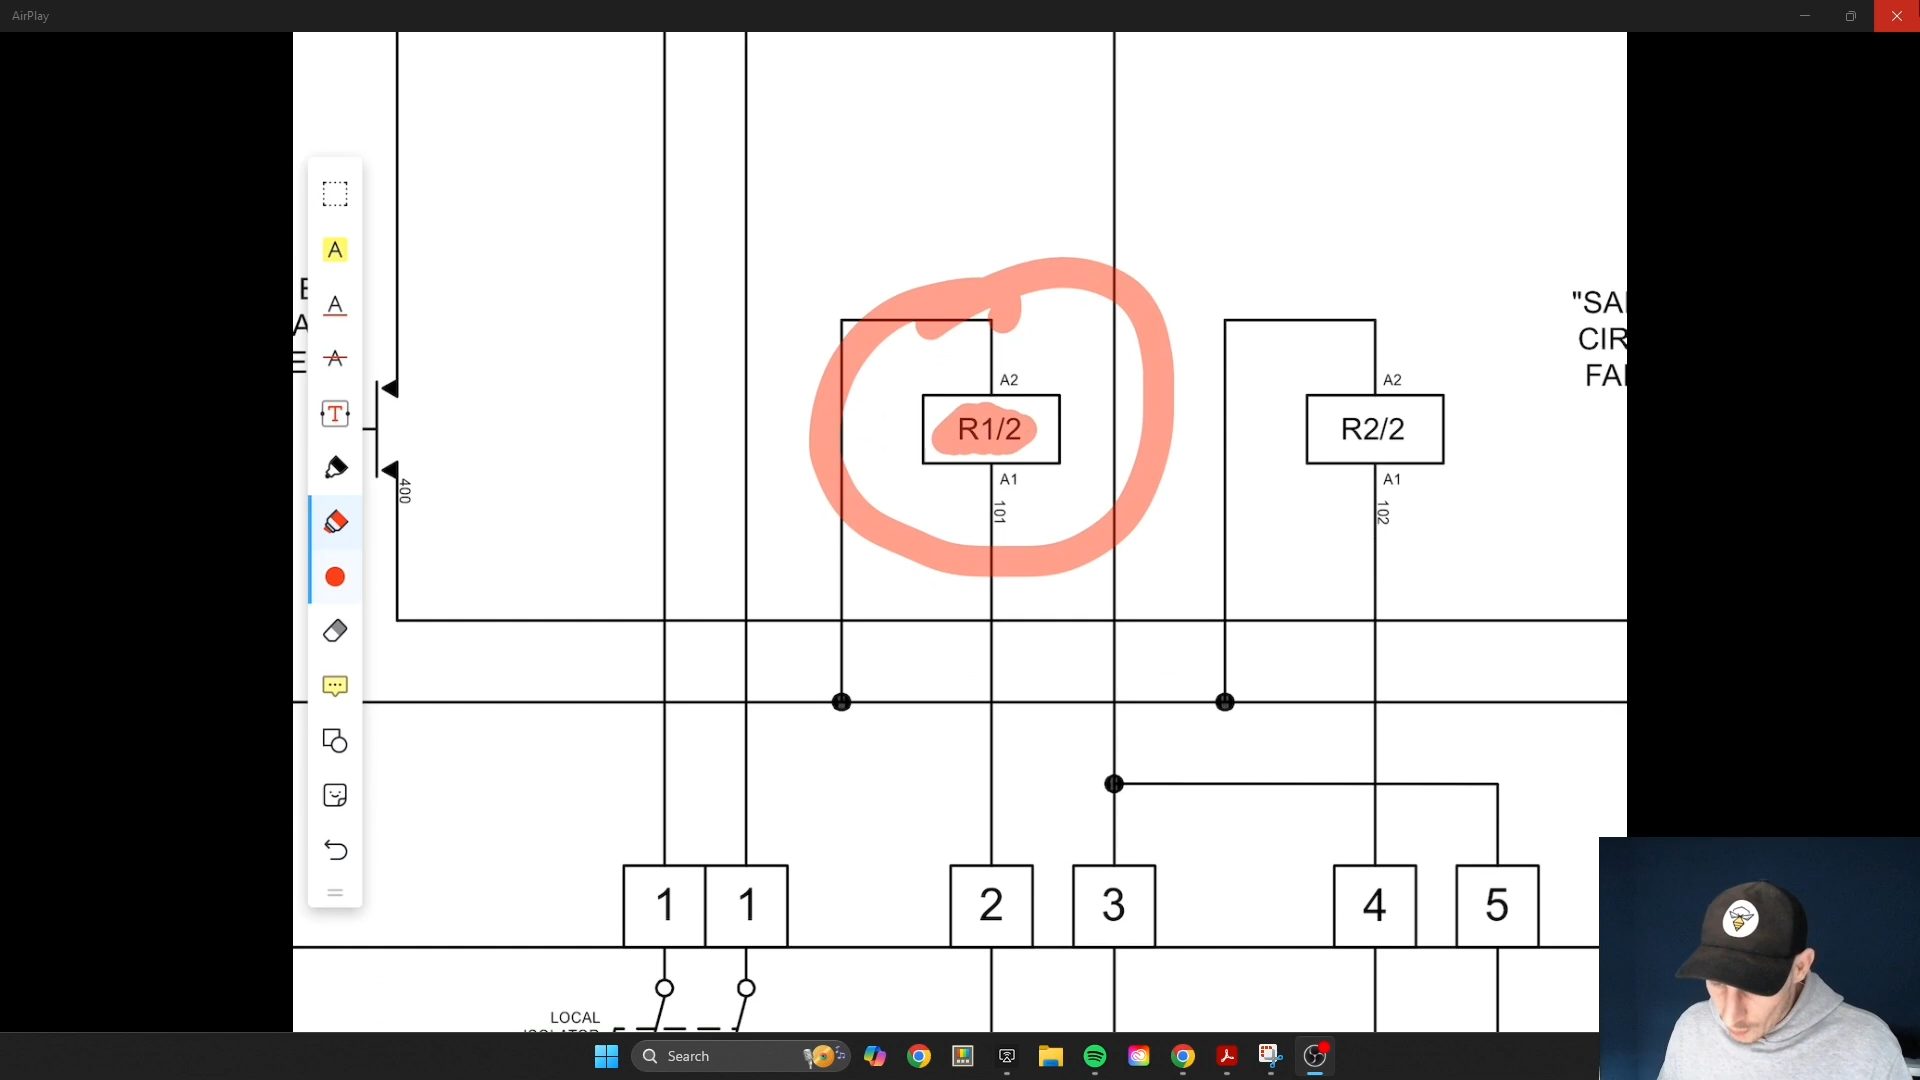 AirPlay
A
A
A
T
E
A
E
"SA
CIR
FA
A2
R1/2
A1
101
A2
R2/2
A1
102
400
1
1
2
3
4
5
LOCAL
Search